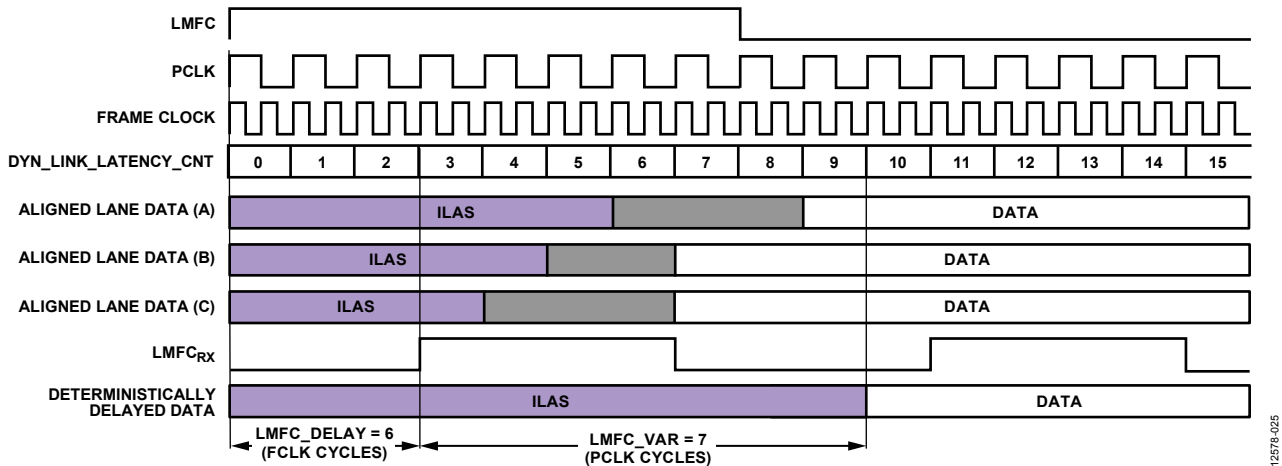 LMFC
PCLK
FRAME CLOCK
DYN_LINK_LATENCY_CNT 0 1 2 3 4 5 6 7 8 9 10 11 12 13 14 15
ALIGNED LANE DATA (A) ILAS DATA
ALIGNED LANE DATA (B) ILAS DATA
ALIGNED LANE DATA (C) ILAS DATA
LMFCRX
DETERMINISTICALLY
DELAYED DATA ILAS DATA
LMFC_DELAY = 6
(FCLK CYCLES)
LMFC_VAR = 7
(PCLK CYCLES)
12578-025